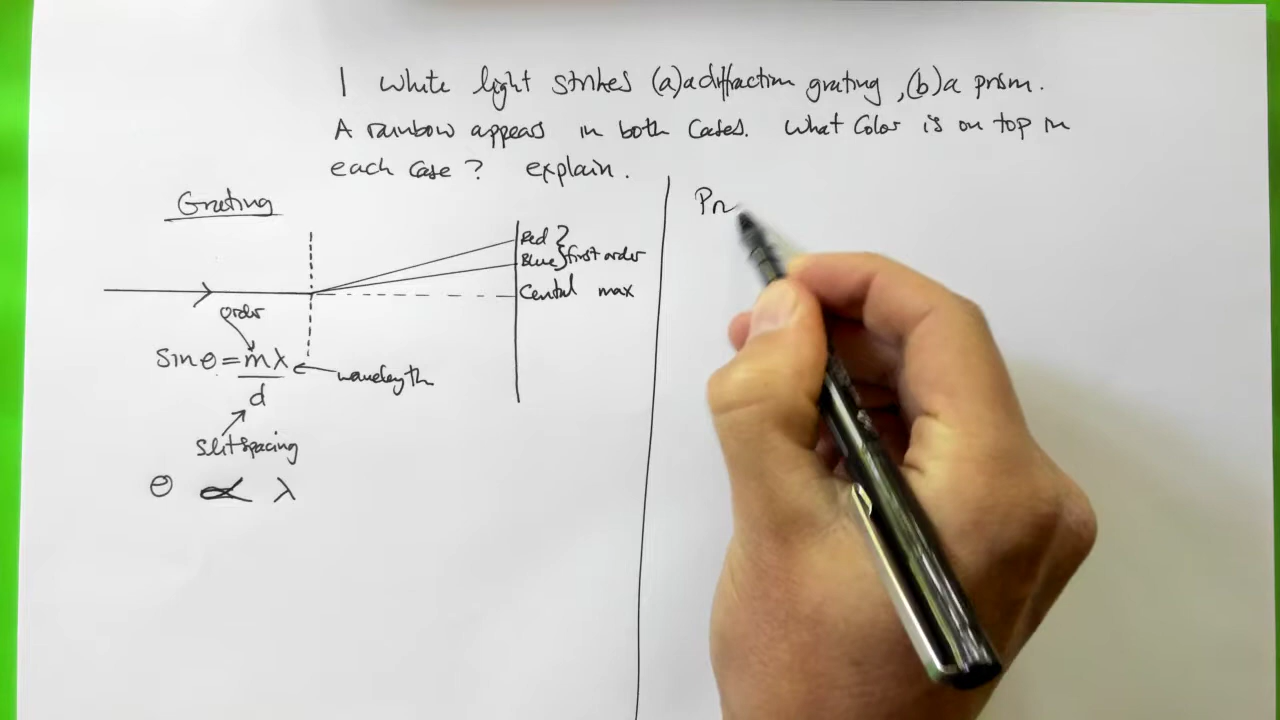 1 White light strikes (a) a diffraction grating, (b) a prism.
A rainbow appears in both cases. What Color is on top in
each case? explain.
Grating
Red } first order
Blue
Central max
order
sin θ = mλ
d
wavelength
slit spacing
θ ∝ λ
Pr